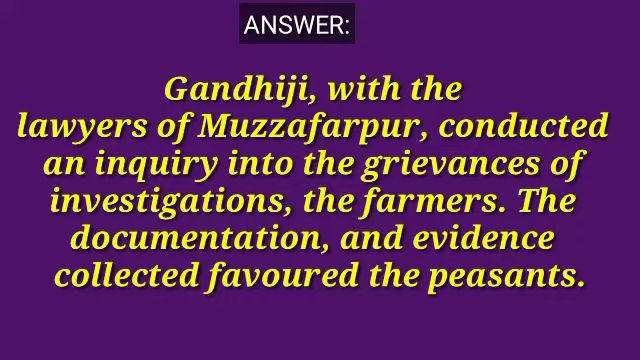 ANSWER:
Gandhiji, with the
lawyers of Muzzafarpur, conducted
an inquiry into the grievances of
investigations, the farmers. The
documentation, and evidence
collected favoured the peasants.